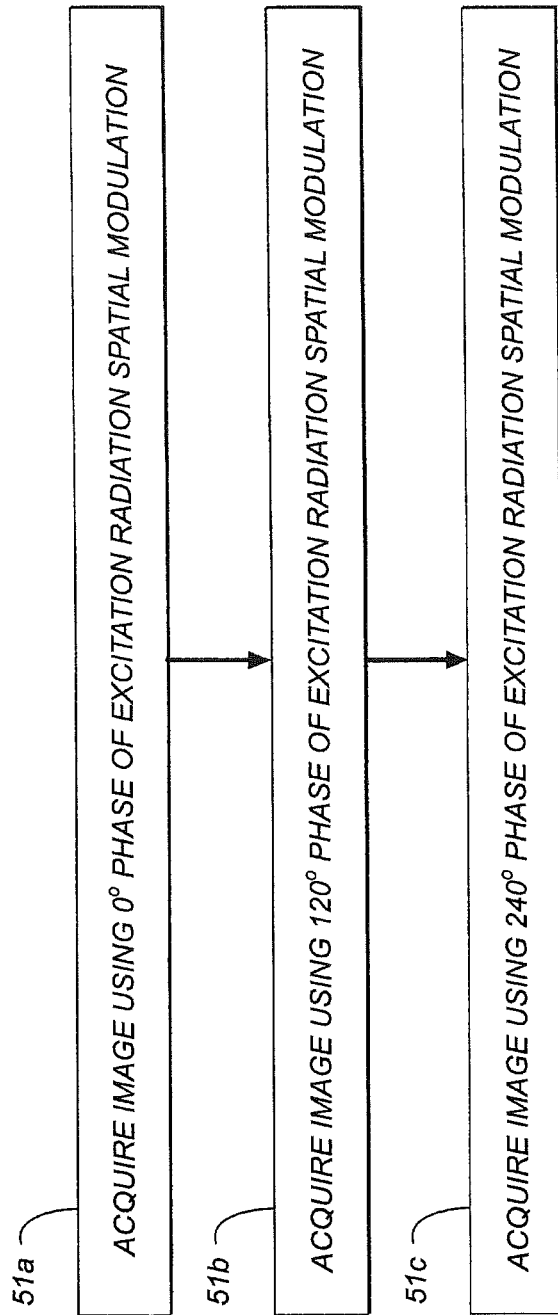 51a
ACQUIRE IMAGE USING 0° PHASE OF EXCITATION RADIATION SPATIAL MODULATION
51b
ACQUIRE IMAGE USING 120° PHASE OF EXCITATION RADIATION SPATIAL MODULATION
51c
ACQUIRE IMAGE USING 240° PHASE OF EXCITATION RADIATION SPATIAL MODULATION